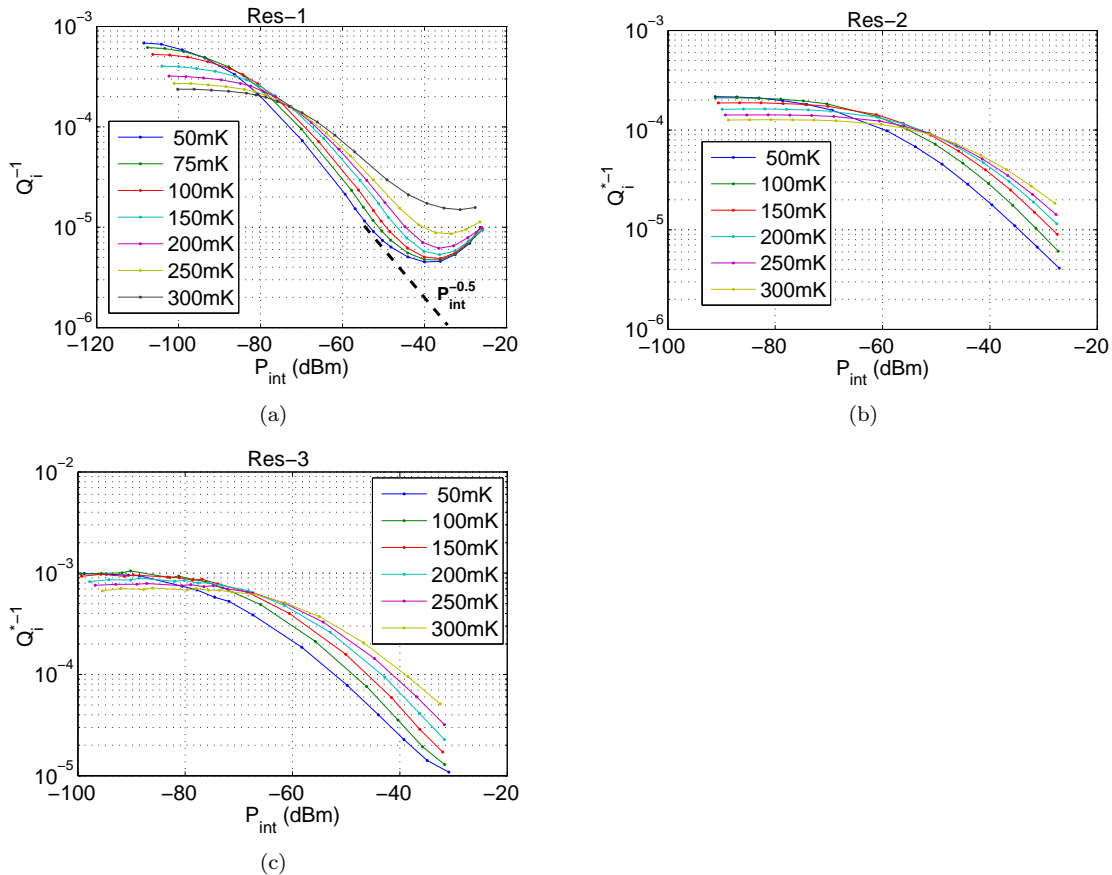 Res−1
10^−3
10^−4
10^−5
10^−6
Q_i^−1
50mK
75mK
100mK
150mK
200mK
250mK
300mK
P_int^−0.5
−120
−100
−80
−60
−40
−20
P_int (dBm)
(a)
Res−2
10^−3
10^−4
10^−5
10^−6
Q_i^*−1
50mK
100mK
150mK
200mK
250mK
300mK
−100
−80
−60
−40
−20
P_int (dBm)
(b)
Res−3
10^−2
10^−3
10^−4
10^−5
Q_i^*−1
50mK
100mK
150mK
200mK
250mK
300mK
−100
−80
−60
−40
−20
P_int (dBm)
(c)